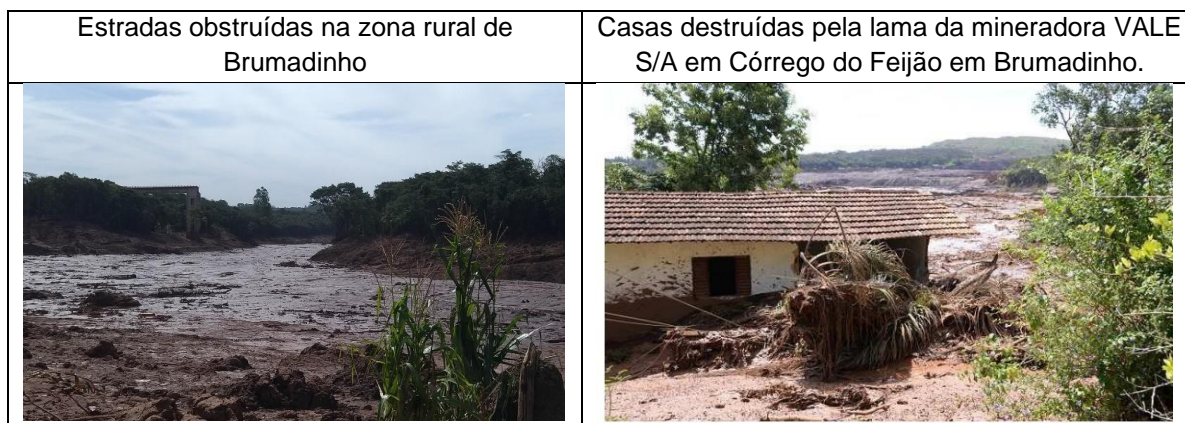 Estradas obstruídas na zona rural de
Brumadinho
Casas destruídas pela lama da mineradora VALE
S/A em Córrego do Feijão em Brumadinho.